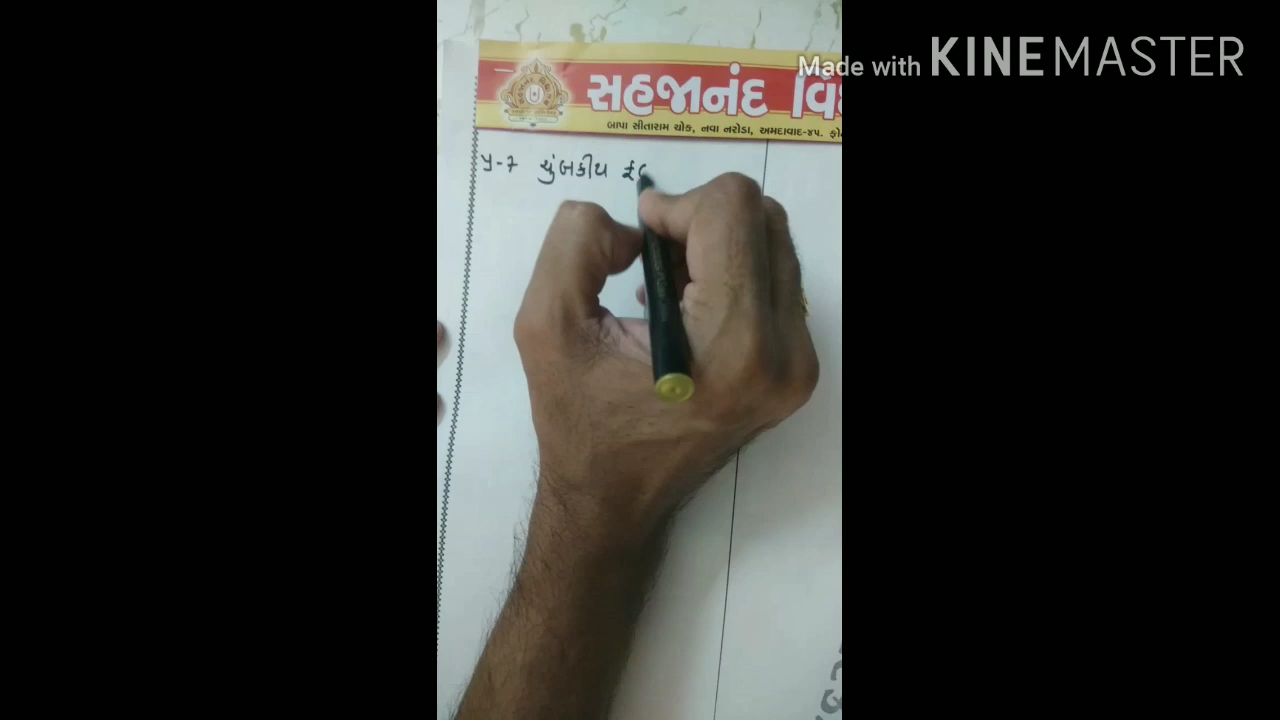 Made with KINEMASTER
સહજાનંદ
બાપા સીતારામ ચોક, નવા નરોડા, અમદાવાદ-૪૫. ફોન
પ્ર-7 ચુંબકીય